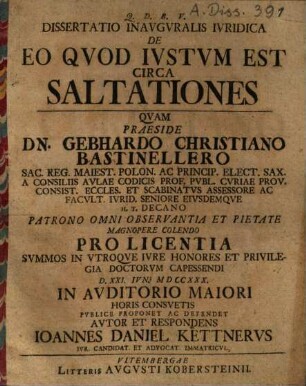 A. Diss. 391
Q. D. B. V.
DISSERTATIO INAVGVRALIS IVRIDICA
DE
EO QVOD IVSTVM EST
CIRCA
SALTATIONES
QVAM
PRAESIDE
DN. GEBHARDO CHRISTIANO
BASTINELLERO
SAC. REG. MAIEST. POLON. AC PRINCIP. ELECT. SAX.
A CONSILIIS AVLAE CODICIS PROF. PVBL. CVRIAE PROV.
CONSIST. ECCLES. ET SCABINATVS ASSESSORE AC
FACVLT. IVRID. SENIORE EIVSDEMQVE
H. T. DECANO
PATRONO OMNI OBSERVANTIA ET PIETATE
MAGNOPERE COLENDO
PRO LICENTIA
SVMMOS IN VTROQVE IVRE HONORES ET PRIVILE-
GIA DOCTORVM CAPESSENDI
D. XXI. IVNI MDCCXXX.
IN AVDITORIO MAIORI
HORIS CONSVETIS
PVBLICE PROPONET AC DEFENDET
AVTOR ET RESPONDENS
IOANNES DANIEL KETTNERVS
IVR. CANDIDAT. ET ADVOCAT. IMMATRICVL.
VITEMBERGAE
LITTERIS AVGVSTI KOBERSTEINII.